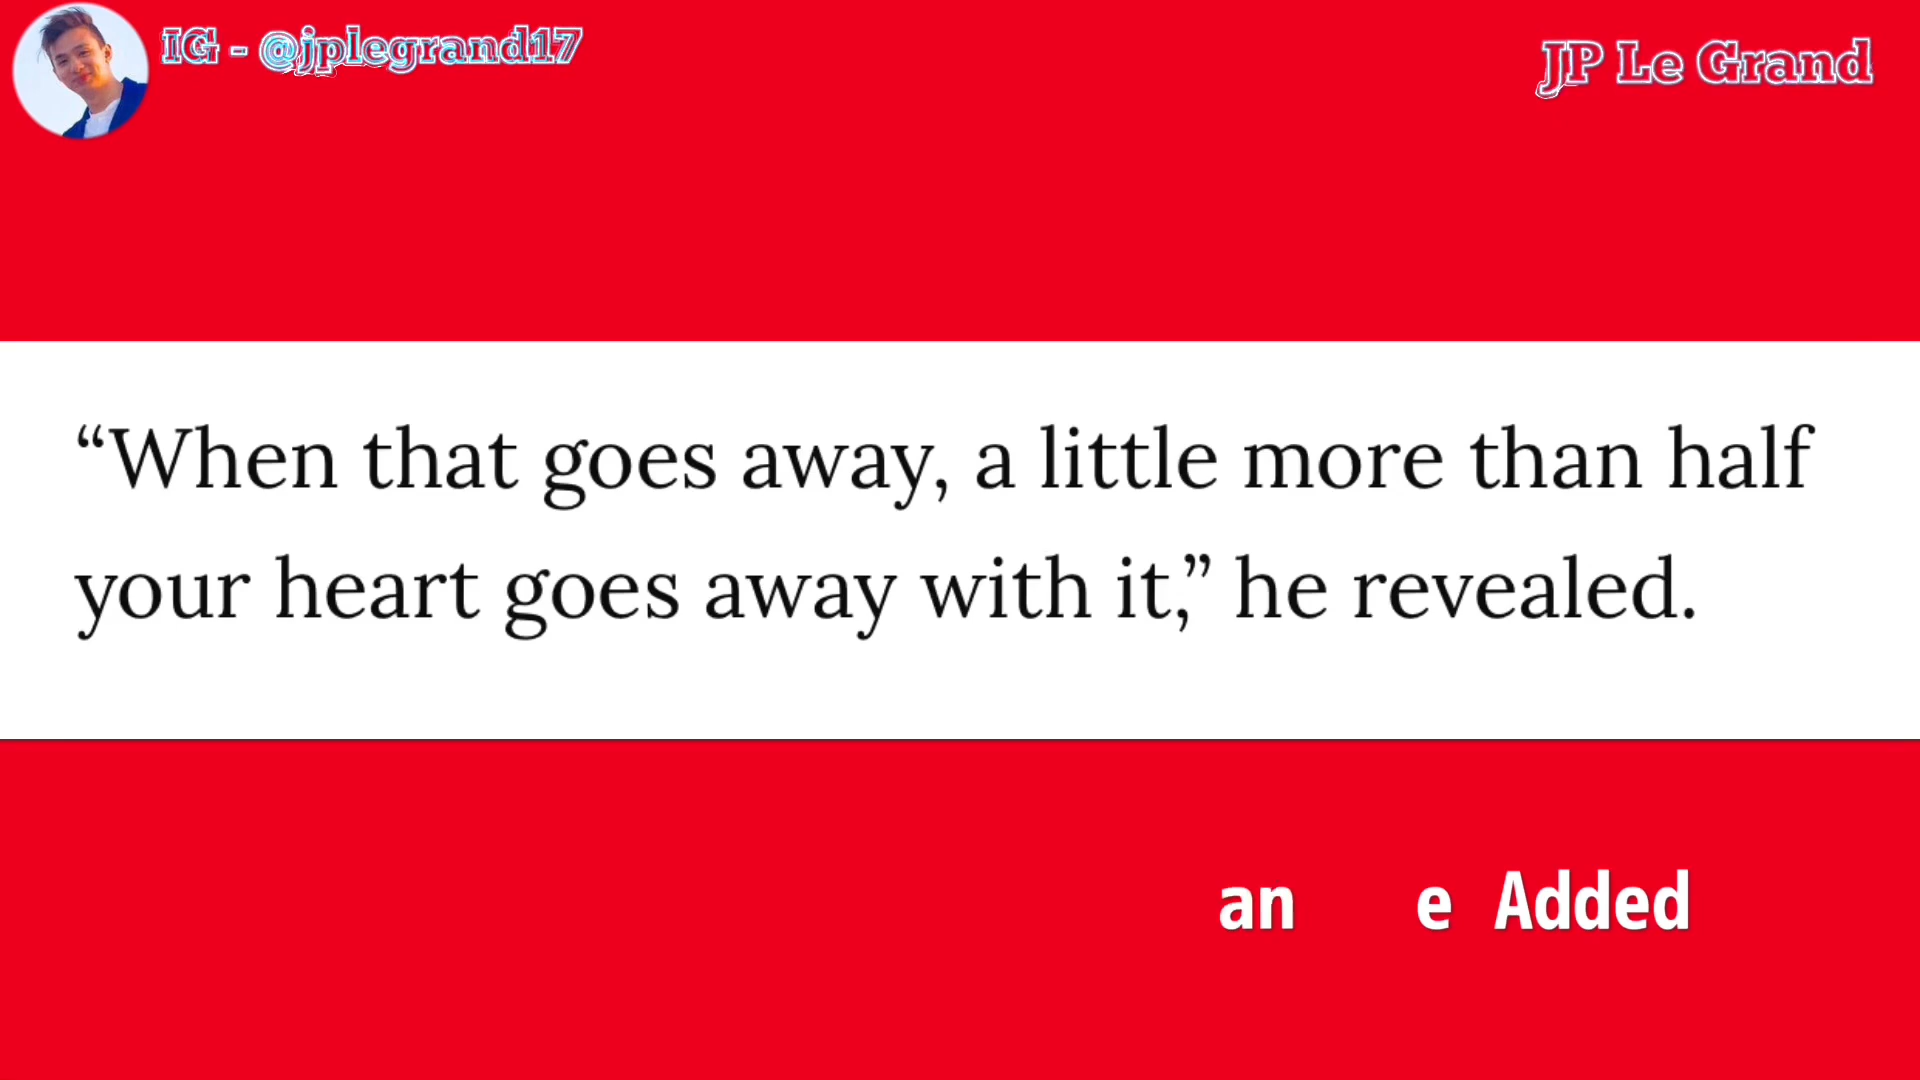 IG - @jplegrand17
JP Le Grand
“When that goes away, a little more than half
your heart goes away with it,” he revealed.
an e Added